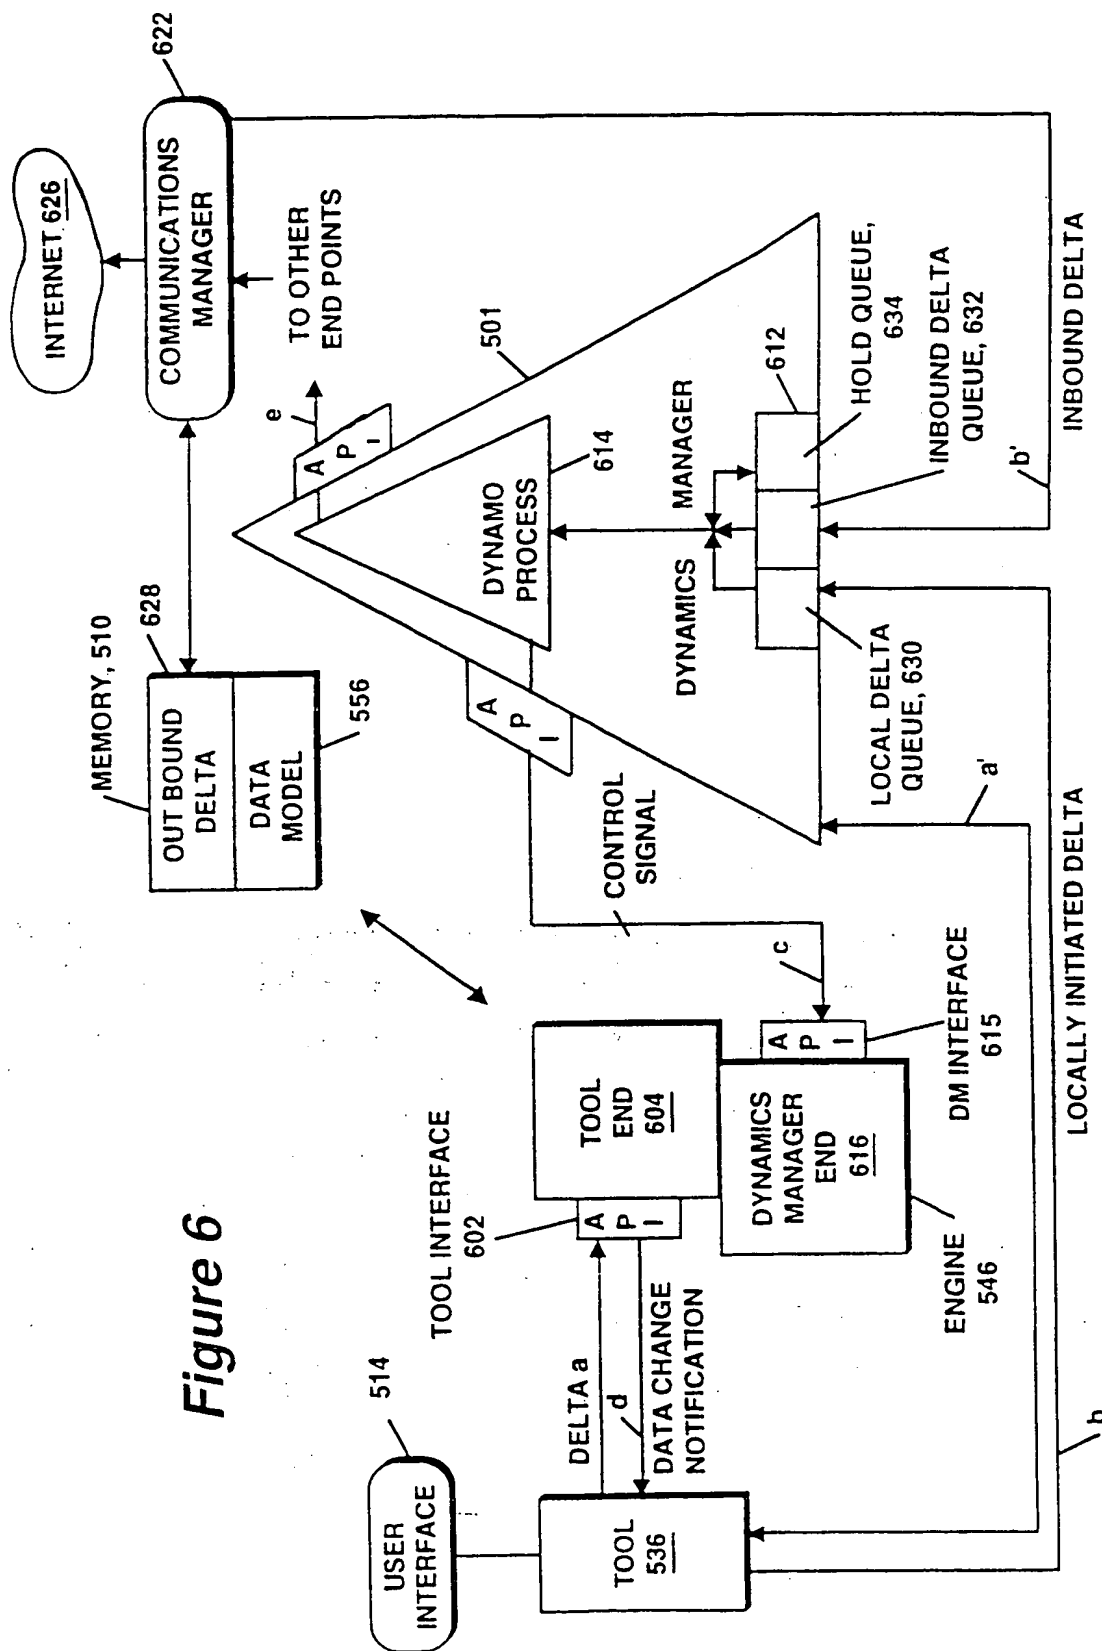 Figure 6
USER
INTERFACE
514
TOOL
536
DELTA a
d
DATA CHANGE
NOTIFICATION
TOOL INTERFACE
602
A
P
I
TOOL
END
604
DYNAMICS
MANAGER
END
616
ENGINE
546
A
P
I
DM INTERFACE
615
c
CONTROL
SIGNAL
MEMORY, 510
628
OUT BOUND
DELTA
DATA
MODEL
556
INTERNET 626
COMMUNICATIONS
MANAGER
622
TO OTHER
END POINTS
e
A
P
I
A
P
I
501
DYNAMO
PROCESS
614
DYNAMICS
MANAGER
612
LOCAL DELTA
QUEUE, 630
HOLD QUEUE,
634
INBOUND DELTA
QUEUE, 632
a'
b'
LOCALLY INITIATED DELTA
INBOUND DELTA
b